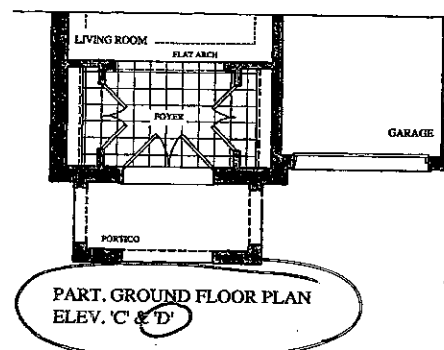 LIVING ROOM
FLAT ARCH
FOYER
GARAGE
PORTICO
PART. GROUND FLOOR PLAN
ELEV. 'C' & 'D'